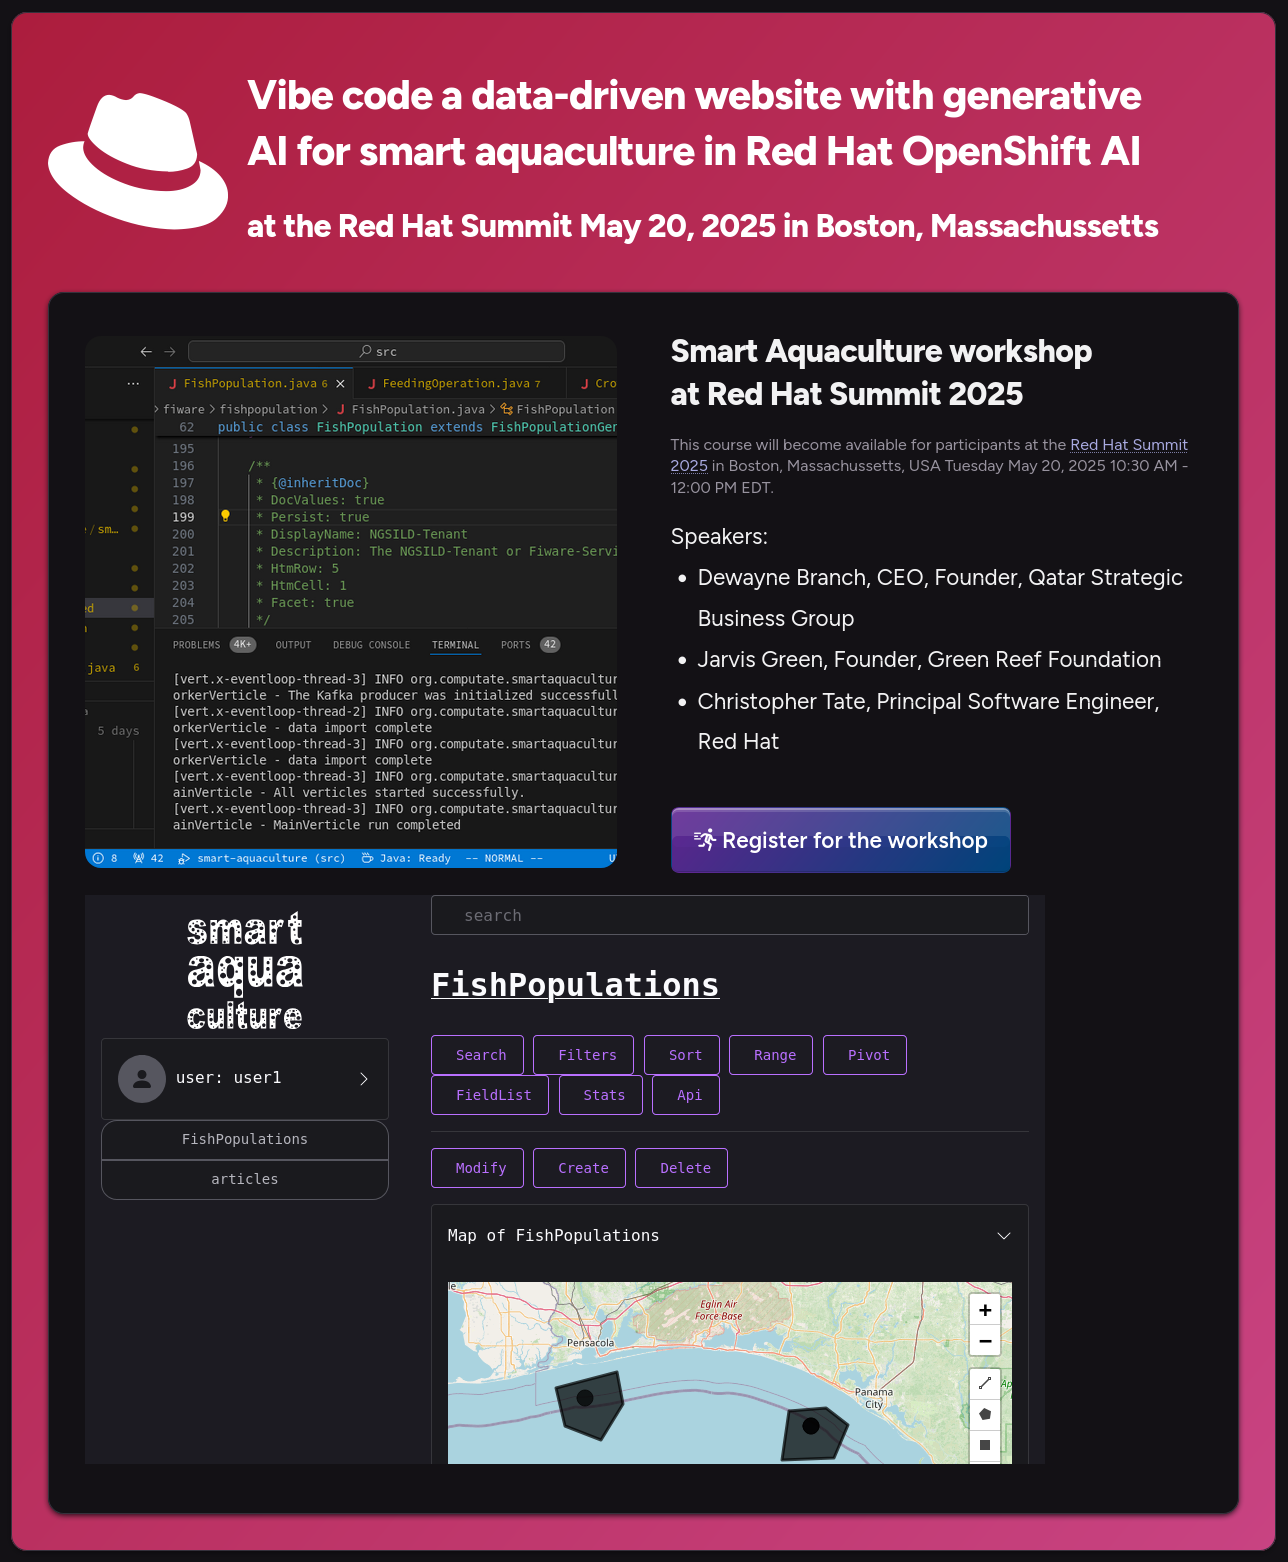 Vibe code a data-driven website with generative
AI for smart aquaculture in Red Hat OpenShift AI
at the Red Hat Summit May 20, 2025 in Boston, Massachussetts
src
FishPopulation.java 6
FeedingOperation.java 7
Cro
fiware > fishpopulation > FishPopulation.java > FishPopulation
62 public class FishPopulation extends FishPopulationGen
195
196 /**
197 * {@inheritDoc}
198 * DocValues: true
199 * Persist: true
200 * DisplayName: NGSILD-Tenant
201 * Description: The NGSILD-Tenant or Fiware-Servi
202 * HtmRow: 5
203 * HtmCell: 1
204 * Facet: true
205 */
/ sm…
ed
java 6
5 days
PROBLEMS 4K+ OUTPUT DEBUG CONSOLE TERMINAL PORTS 42
[vert.x-eventloop-thread-3] INFO org.computate.smartaquacultur
orkerVerticle - The Kafka producer was initialized successfull
[vert.x-eventloop-thread-2] INFO org.computate.smartaquacultur
orkerVerticle - data import complete
[vert.x-eventloop-thread-3] INFO org.computate.smartaquacultur
orkerVerticle - data import complete
[vert.x-eventloop-thread-3] INFO org.computate.smartaquacultur
ainVerticle - All verticles started successfully.
[vert.x-eventloop-thread-3] INFO org.computate.smartaquacultur
ainVerticle - MainVerticle run completed
8 42 smart-aquaculture (src) Java: Ready -- NORMAL -- U
Smart Aquaculture workshop
at Red Hat Summit 2025
This course will become available for participants at the Red Hat Summit
2025 in Boston, Massachussetts, USA Tuesday May 20, 2025 10:30 AM -
12:00 PM EDT.
Speakers:
• Dewayne Branch, CEO, Founder, Qatar Strategic
Business Group
• Jarvis Green, Founder, Green Reef Foundation
• Christopher Tate, Principal Software Engineer,
Red Hat
Register for the workshop
smart
aqua
culture
user: user1
FishPopulations
articles
search
FishPopulations
Search Filters Sort Range Pivot
FieldList Stats Api
Modify Create Delete
Map of FishPopulations
le
Eglin Air
Force Base
Pensacola
Panama
City
Ap
+
−